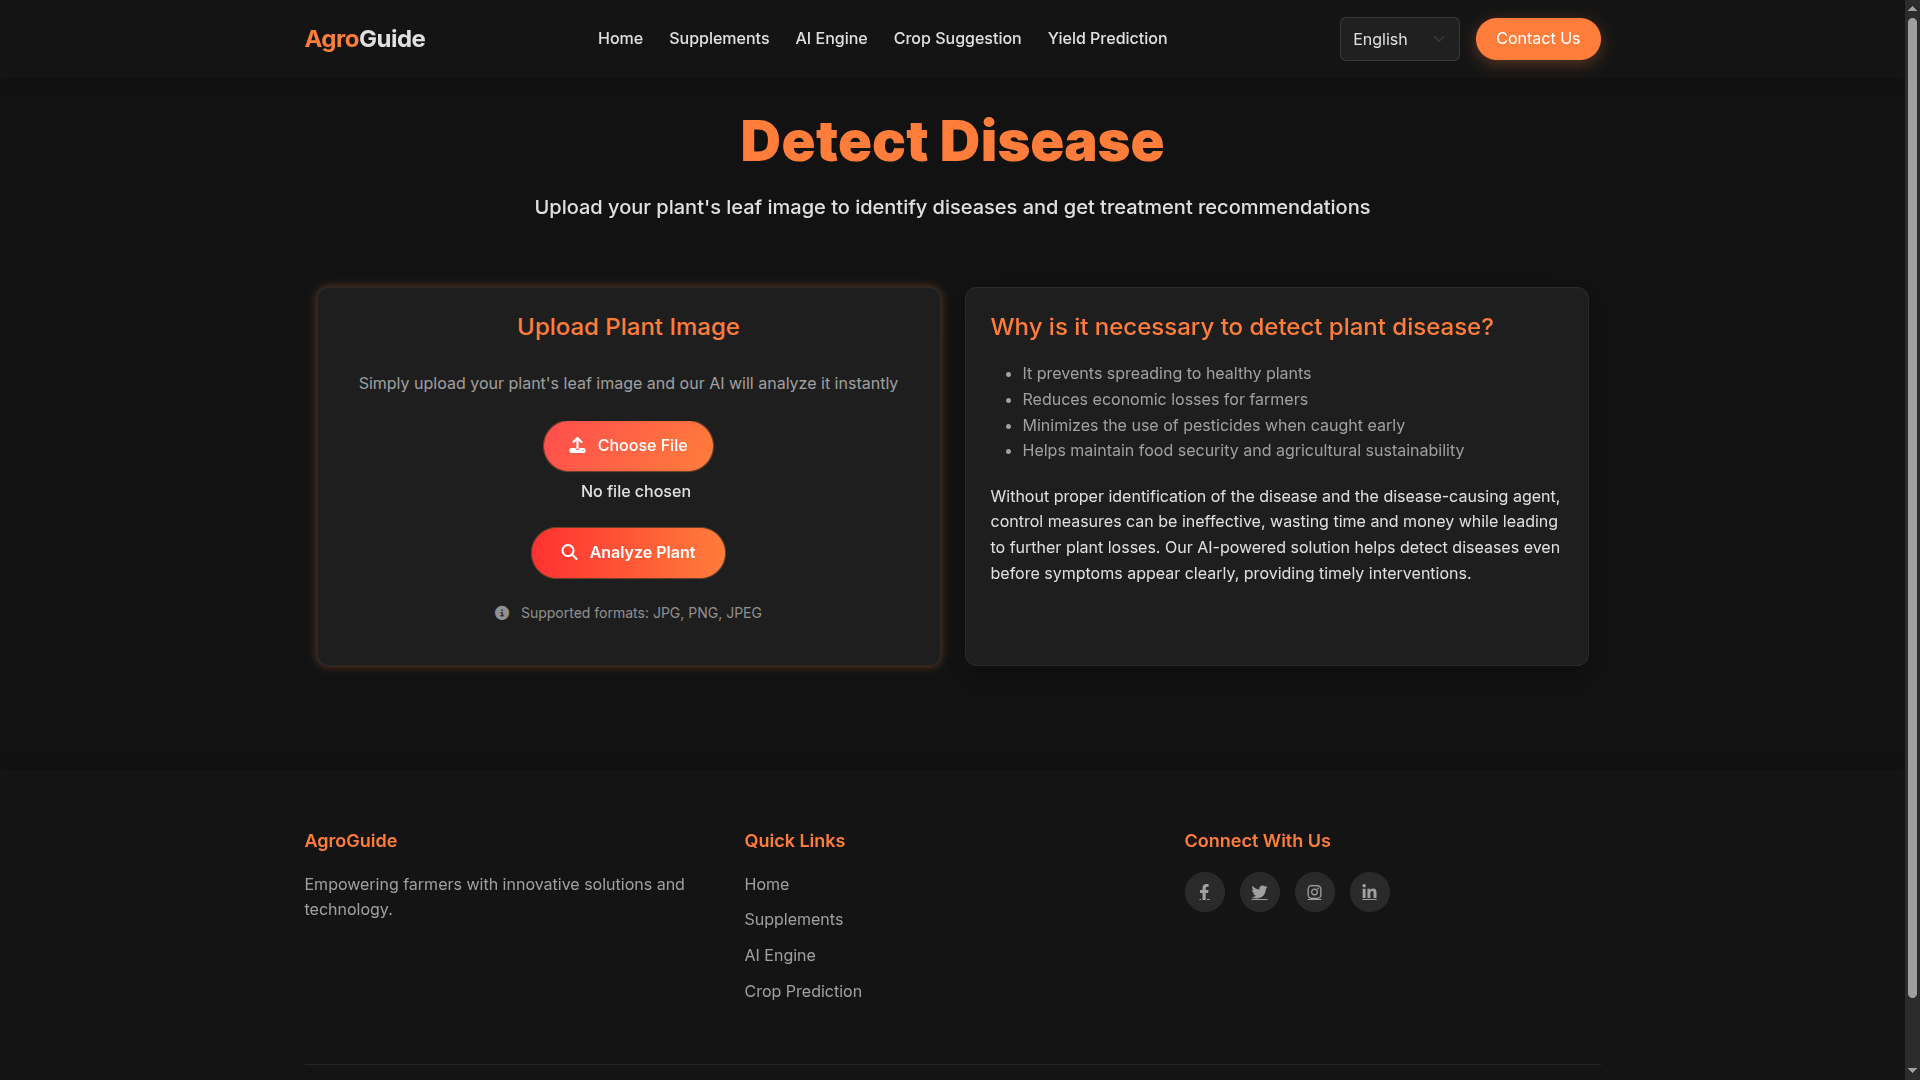 AgroGuide
Home
Supplements
AI Engine
Crop Suggestion
Yield Prediction
English
Contact Us
Detect Disease
Upload your plant's leaf image to identify diseases and get treatment recommendations
Upload Plant Image
Simply upload your plant's leaf image and our AI will analyze it instantly
Choose File
No file chosen
Analyze Plant
Supported formats: JPG, PNG, JPEG
Why is it necessary to detect plant disease?
• It prevents spreading to healthy plants
• Reduces economic losses for farmers
• Minimizes the use of pesticides when caught early
• Helps maintain food security and agricultural sustainability
Without proper identification of the disease and the disease-causing agent,
control measures can be ineffective, wasting time and money while leading
to further plant losses. Our AI-powered solution helps detect diseases even
before symptoms appear clearly, providing timely interventions.
AgroGuide
Empowering farmers with innovative solutions and
technology.
Quick Links
Home
Supplements
AI Engine
Crop Prediction
Connect With Us